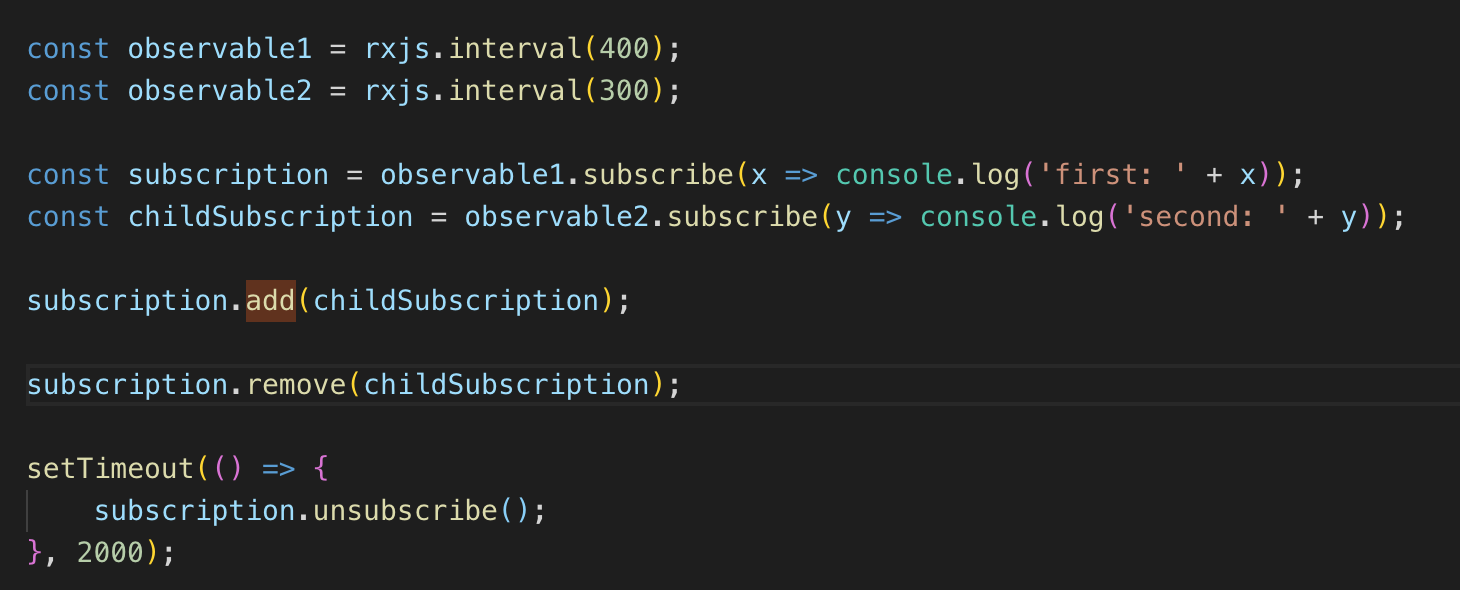 const observable1 = rxjs.interval(400);
const observable2 = rxjs.interval(300);
const subscription = observable1.subscribe(x => console.log('first: ' + x));
const childSubscription = observable2.subscribe(y => console.log('second: ' + y));
subscription.add(childSubscription);
subscription.remove(childSubscription);
setTimeout(() => {
    subscription.unsubscribe();
}, 2000);